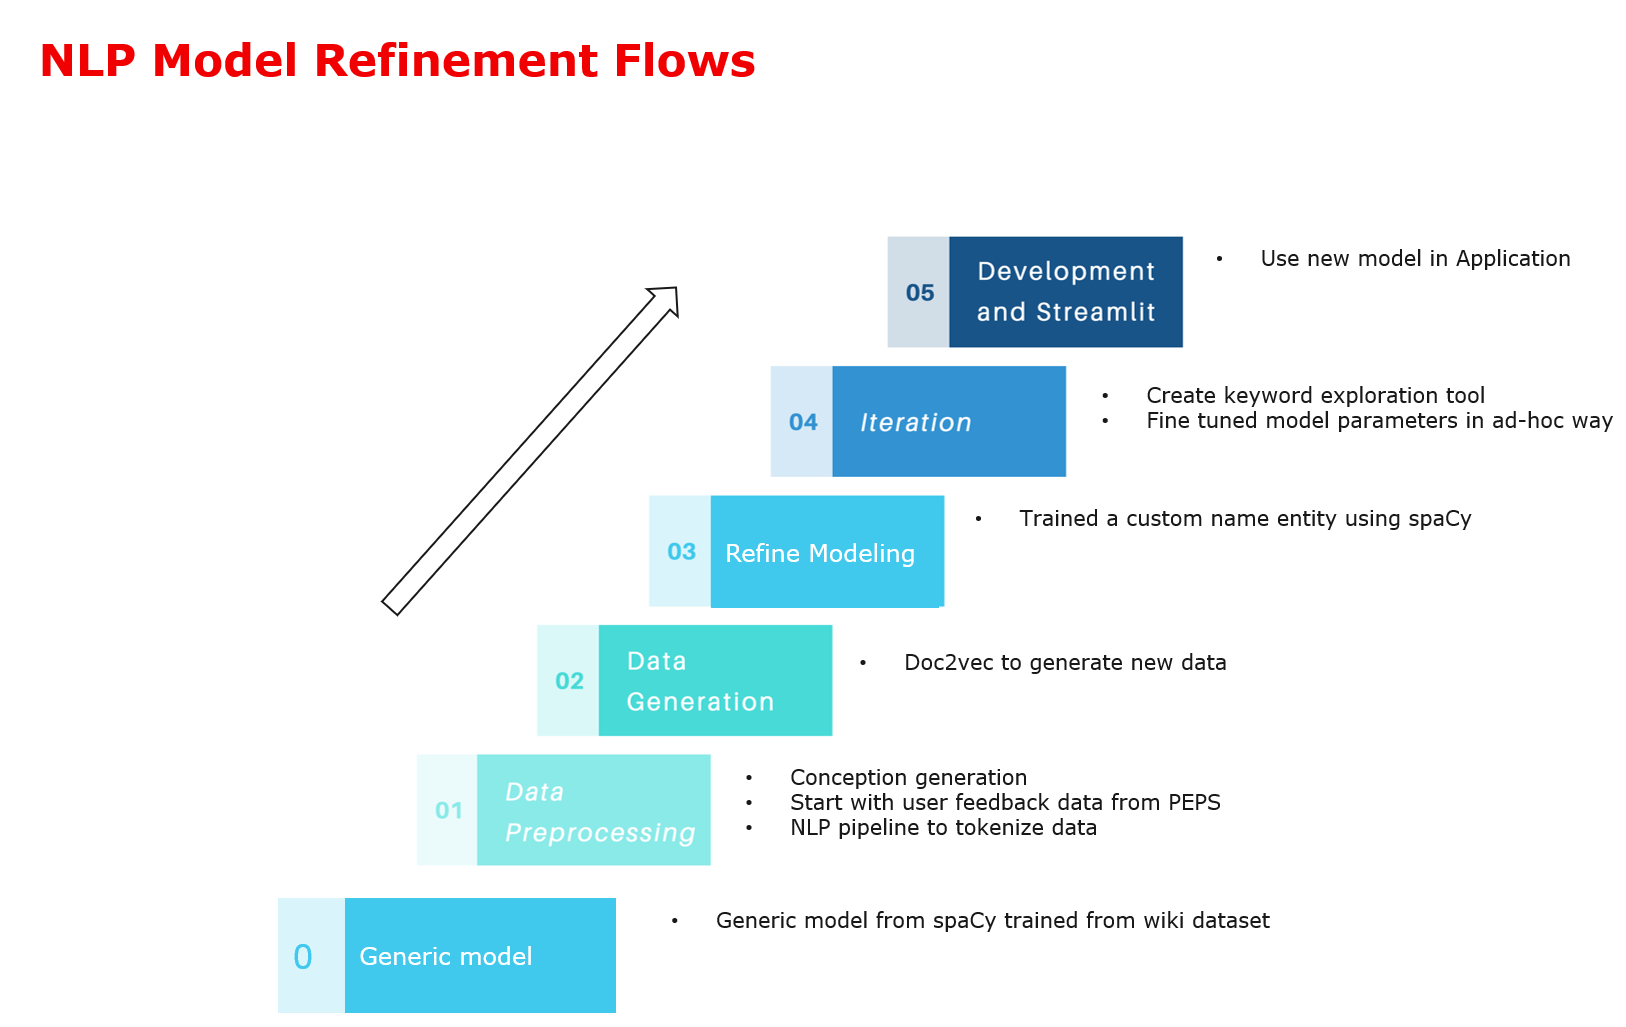 NLP Model Refinement Flows
05
Development
and Streamlit
• Use new model in Application
04
Iteration
• Create keyword exploration tool
• Fine tuned model parameters in ad-hoc way
03
Refine Modeling
• Trained a custom name entity using spaCy
02
Data
Generation
• Doc2vec to generate new data
01
Data
Preprocessing
• Conception generation
• Start with user feedback data from PEPS
• NLP pipeline to tokenize data
0
Generic model
• Generic model from spaCy trained from wiki dataset